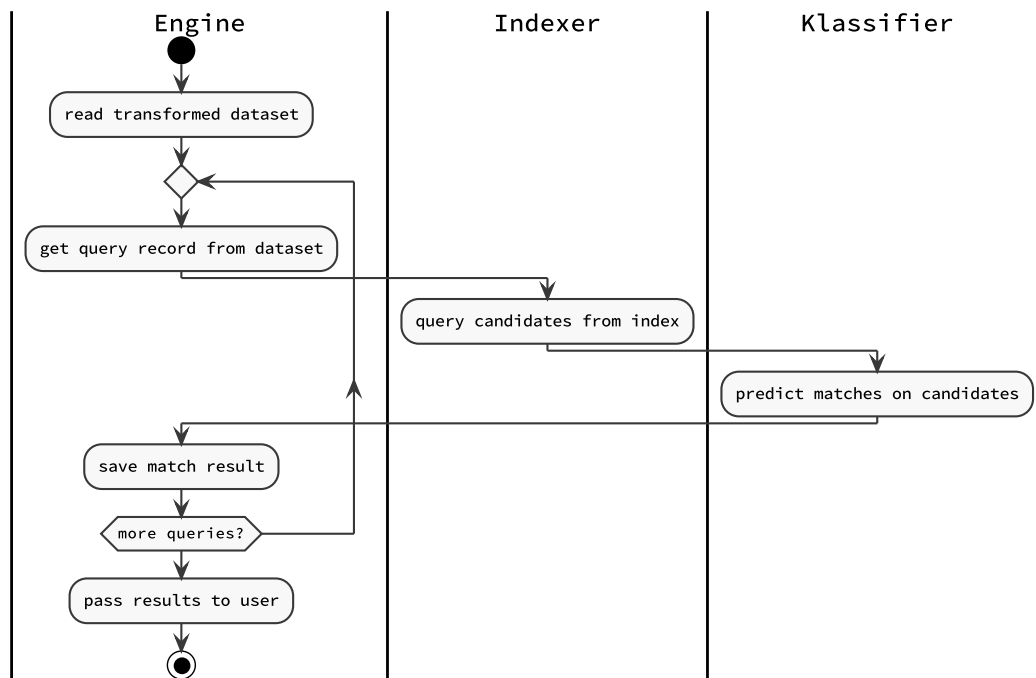 Engine
Indexer
Klassifier
read transformed dataset
get query record from dataset
query candidates from index
predict matches on candidates
save match result
more queries?
pass results to user